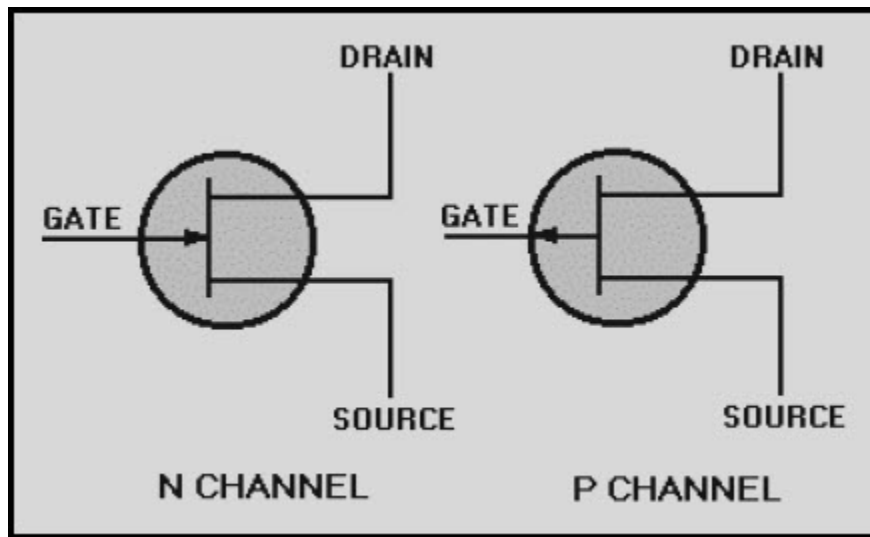 DRAIN
GATE
SOURCE
N CHANNEL
DRAIN
GATE
SOURCE
P CHANNEL